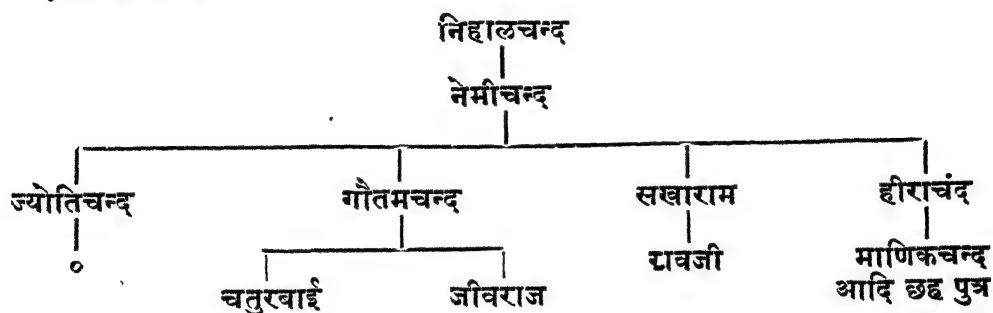 निहालचन्द
नेमीचन्द
ज्योतिचन्द गौतमचन्द सखाराम हीराचंद
० रावजी माणिकचन्द
चतुरबाई जीवराज आदि छह पुत्र